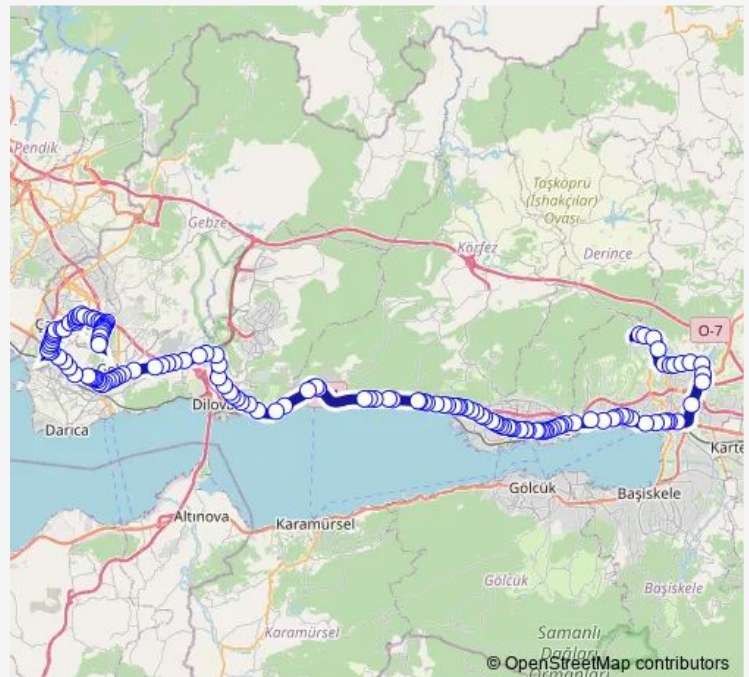 Pendik
Taşköprü
(İshakçılar)
Ovası
Gebze
Körfez
Derince
O-7
Dilova
Darıca
Karte
Gölcük
Başiskele
Altınova
Karamürsel
Gölcük
Başiskele
Karamürsel
Samanlı
Dağları
Ormanları
© OpenStreetMap contributors